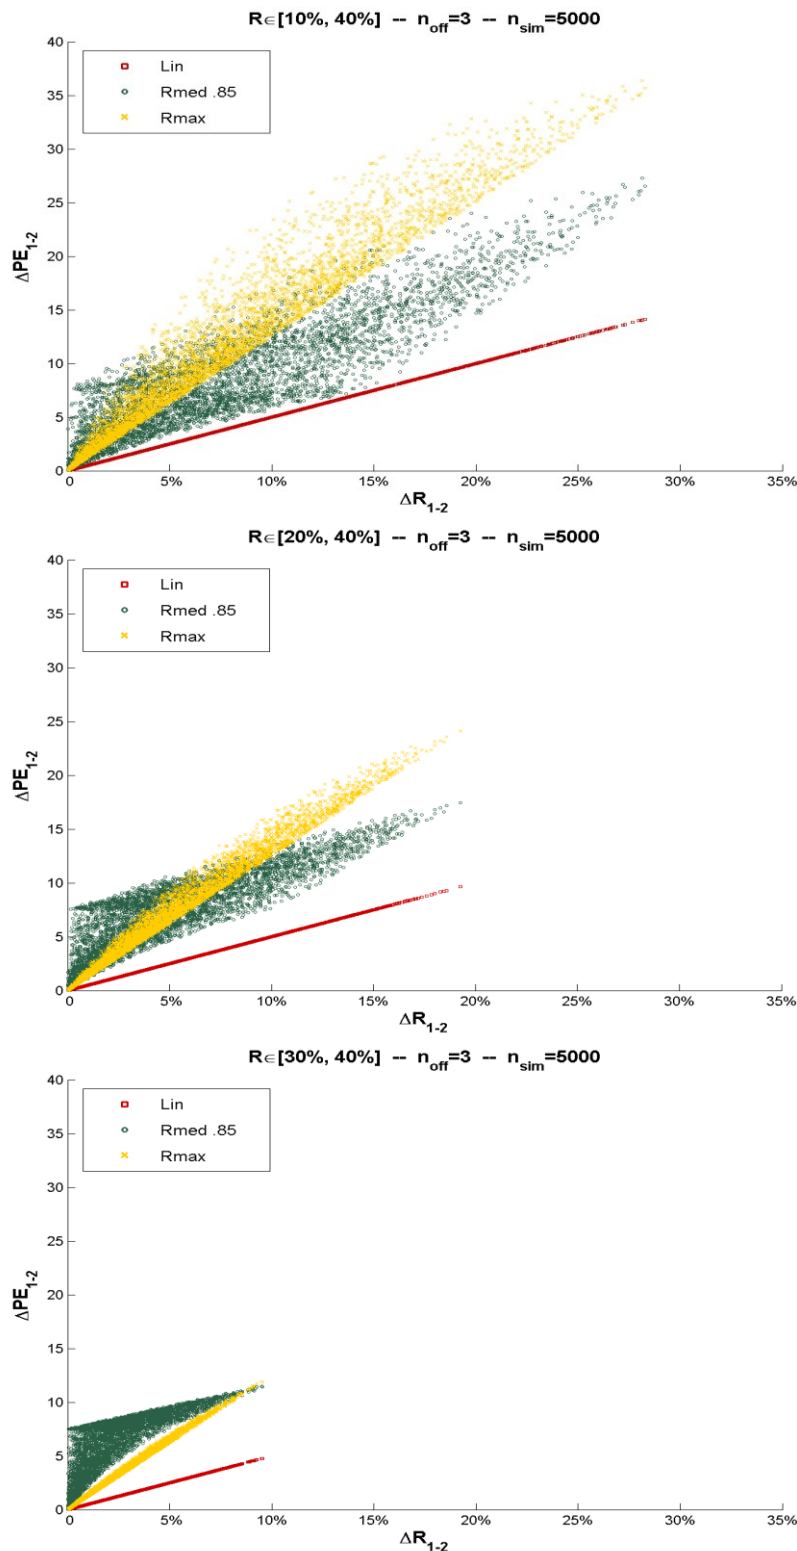 R∈[10%, 40%] -- n_off=3 -- n_sim=5000
40
35
30
25
20
15
10
5
0
ΔPE_1-2
Lin
Rmed .85
Rmax
0 5% 10% 15% 20% 25% 30% 35%
ΔR_1-2
R∈[20%, 40%] -- n_off=3 -- n_sim=5000
40
35
30
25
20
15
10
5
0
ΔPE_1-2
Lin
Rmed .85
Rmax
0 5% 10% 15% 20% 25% 30% 35%
ΔR_1-2
R∈[30%, 40%] -- n_off=3 -- n_sim=5000
40
35
30
25
20
15
10
5
0
ΔPE_1-2
Lin
Rmed .85
Rmax
0 5% 10% 15% 20% 25% 30% 35%
ΔR_1-2